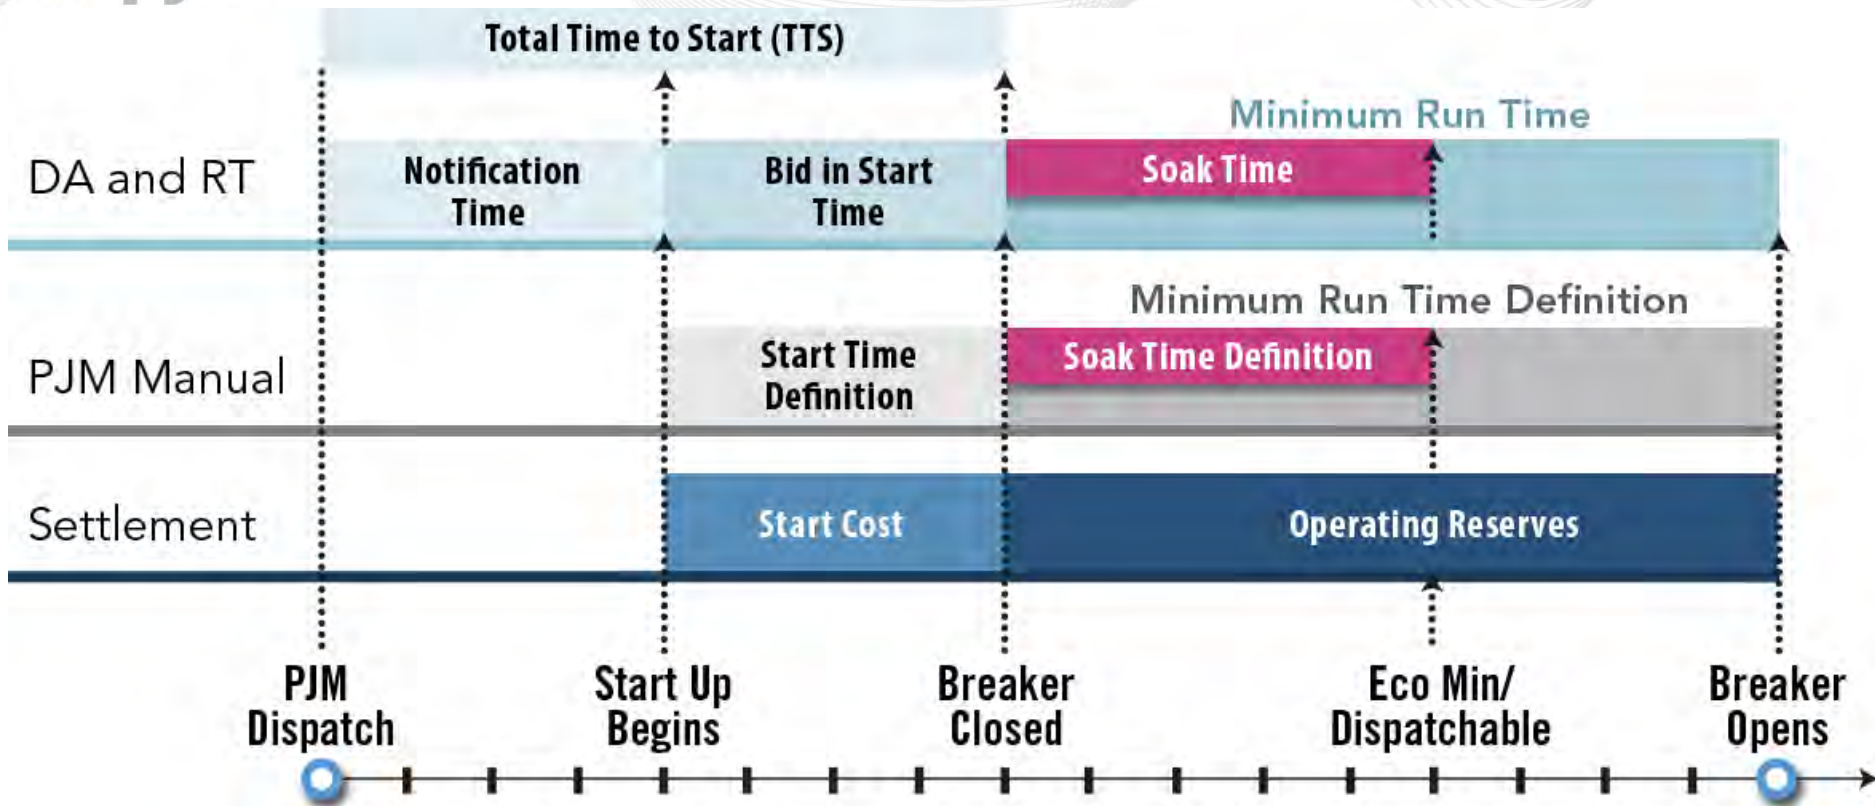 Total Time to Start (TTS)
Minimum Run Time
DA and RT
Notification
Time
Bid in Start
Time
Soak Time
Minimum Run Time Definition
PJM Manual
Start Time
Definition
Soak Time Definition
Settlement
Start Cost
Operating Reserves
PJM
Dispatch
Start Up
Begins
Breaker
Closed
Eco Min/
Dispatchable
Breaker
Opens